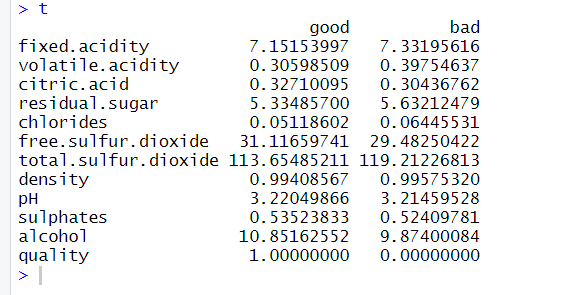 > t
                            good          bad
fixed.acidity          7.15153997   7.33195616
volatile.acidity       0.30598509   0.39754637
citric.acid            0.32710095   0.30436762
residual.sugar         5.33485700   5.63212479
chlorides              0.05118602   0.06445531
free.sulfur.dioxide   31.11659741  29.48250422
total.sulfur.dioxide 113.65485211 119.21226813
density                0.99408567   0.99575320
pH                     3.22049866   3.21459528
sulphates              0.53523833   0.52409781
alcohol               10.85162552   9.87400084
quality                1.00000000   0.00000000
>